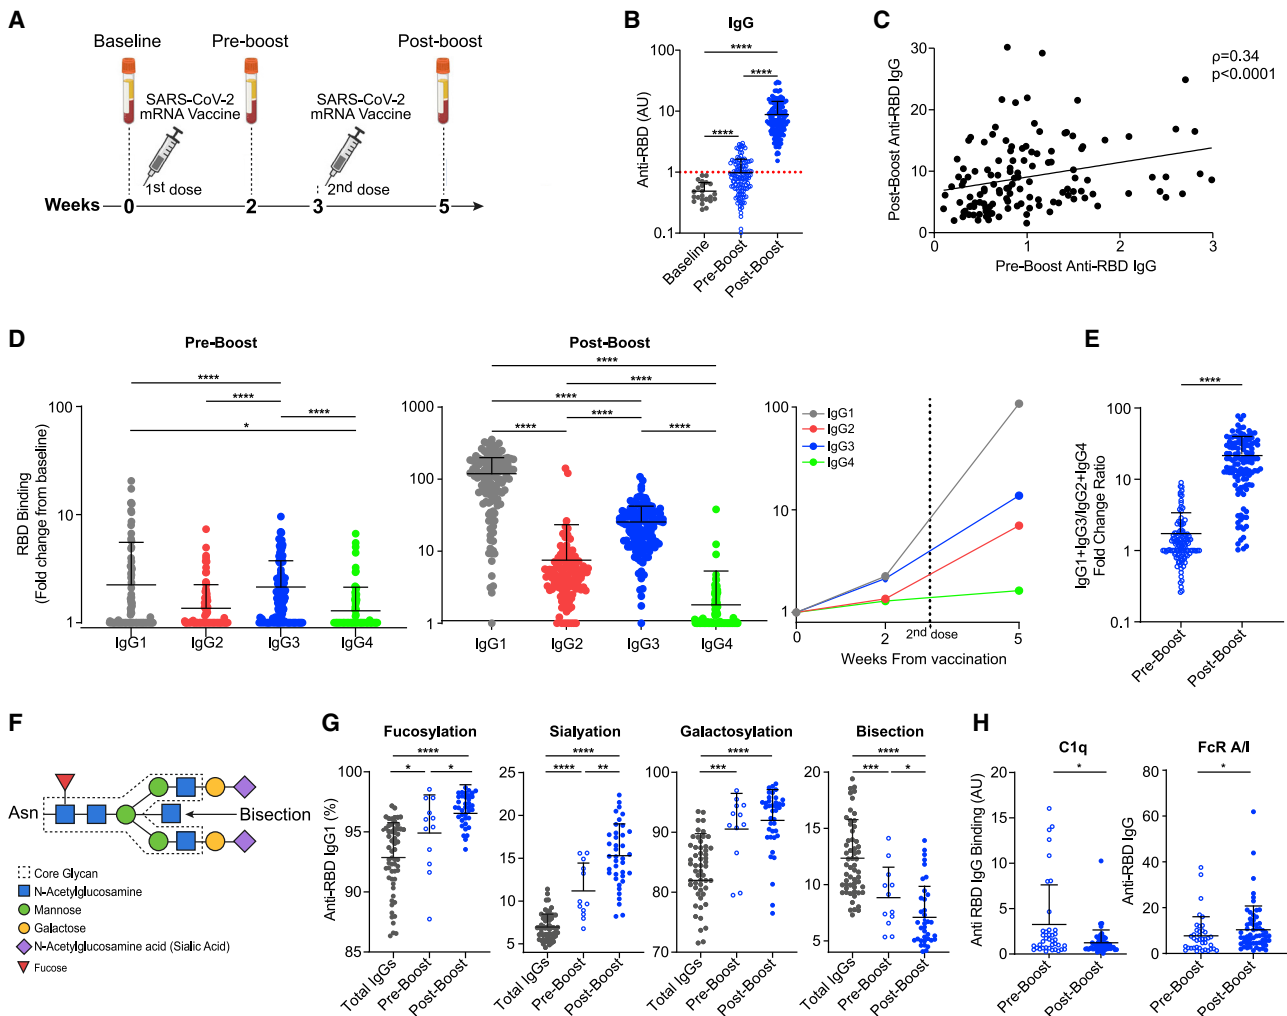 A
Baseline
Pre-boost
Post-boost
SARS-CoV-2
mRNA Vaccine
SARS-CoV-2
mRNA Vaccine
1st dose
2nd dose
Weeks
0
2
3
5
B
IgG
Anti-RBD (AU)
100
10
1
0.1
****
****
****
Baseline
Pre-Boost
Post-Boost
C
Post-Boost Anti-RBD IgG
30
20
10
0
0
1
2
3
Pre-Boost Anti-RBD IgG
ρ=0.34
p<0.0001
D
Pre-Boost
RBD Binding
(Fold change from baseline)
100
10
1
****
****
****
*
IgG1
IgG2
IgG3
IgG4
Post-Boost
1000
100
10
1
****
****
****
****
****
****
IgG1
IgG2
IgG3
IgG4
100
10
1
IgG1
IgG2
IgG3
IgG4
0
2
2nd dose
5
Weeks From vaccination
E
IgG1+IgG3/IgG2+IgG4
Fold Change Ratio
100
10
1
0.1
****
Pre-Boost
Post-Boost
F
Asn
Bisection
Core Glycan
N-Acetylglucosamine
Mannose
Galactose
N-Acetylglucosamine acid (Sialic Acid)
Fucose
G
Fucosylation
Anti-RBD IgG1 (%)
100
95
90
85
****
*
*
Total IgGs
Pre-Boost
Post-Boost
Sialyation
25
20
15
10
5
****
****
**
Total IgGs
Pre-Boost
Post-Boost
Galactosylation
100
90
80
70
****
***
Total IgGs
Pre-Boost
Post-Boost
Bisection
20
15
10
5
****
***
*
Total IgGs
Pre-Boost
Post-Boost
H
C1q
Anti RBD IgG Binding (AU)
20
15
10
5
0
*
Pre-Boost
Post-Boost
FcR A/I
Anti-RBD IgG
80
60
40
20
0
*
Pre-Boost
Post-Boost